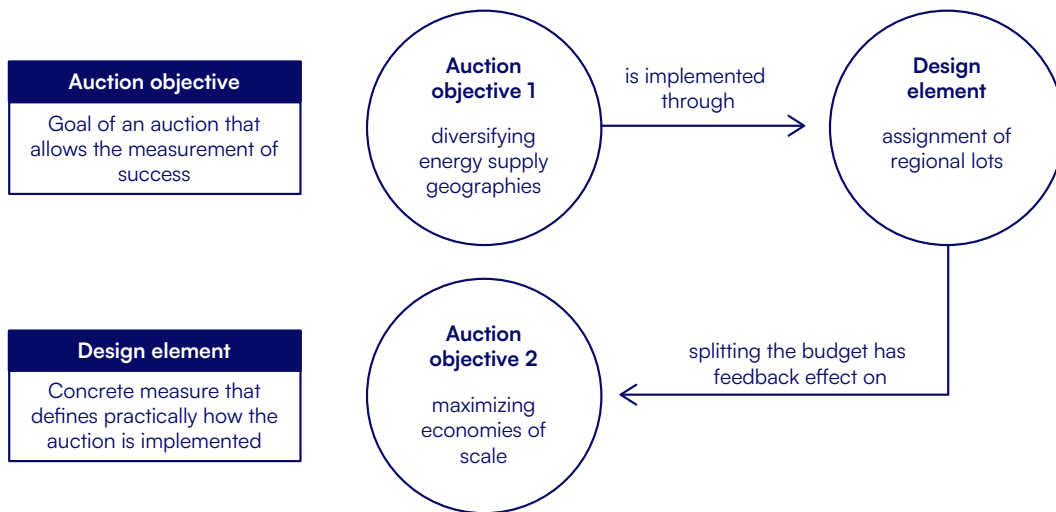 Auction objective
Goal of an auction that
allows the measurement of
success
Auction
objective 1
diversifying
energy supply
geographies
is implemented
through
Design
element
assignment of
regional lots
Design element
Concrete measure that
defines practically how the
auction is implemented
Auction
objective 2
maximizing
economies of
scale
splitting the budget has
feedback effect on